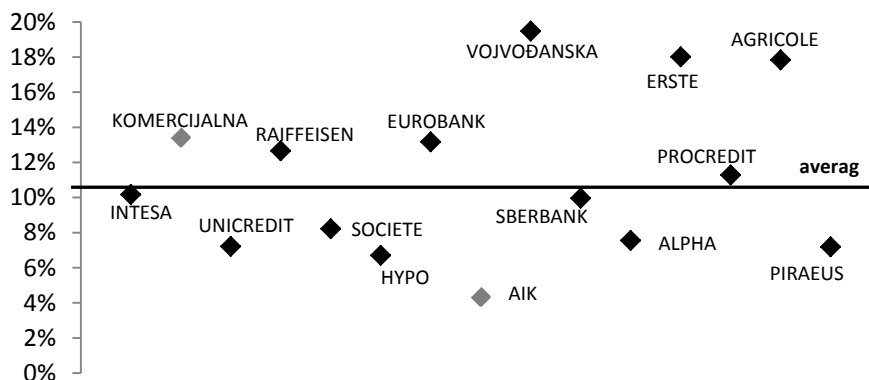 20%
18%
16%
14%
12%
10%
8%
6%
4%
2%
0%
VOJVOĐANSKA
AGRICOLE
ERSTE
KOMERCIJALNA
RAIFFEISEN
EUROBANK
PROCREDIT
averag
INTESA
UNICREDIT
SOCIETE
SBERBANK
ALPHA
HYPO
AIK
PIRAEUS